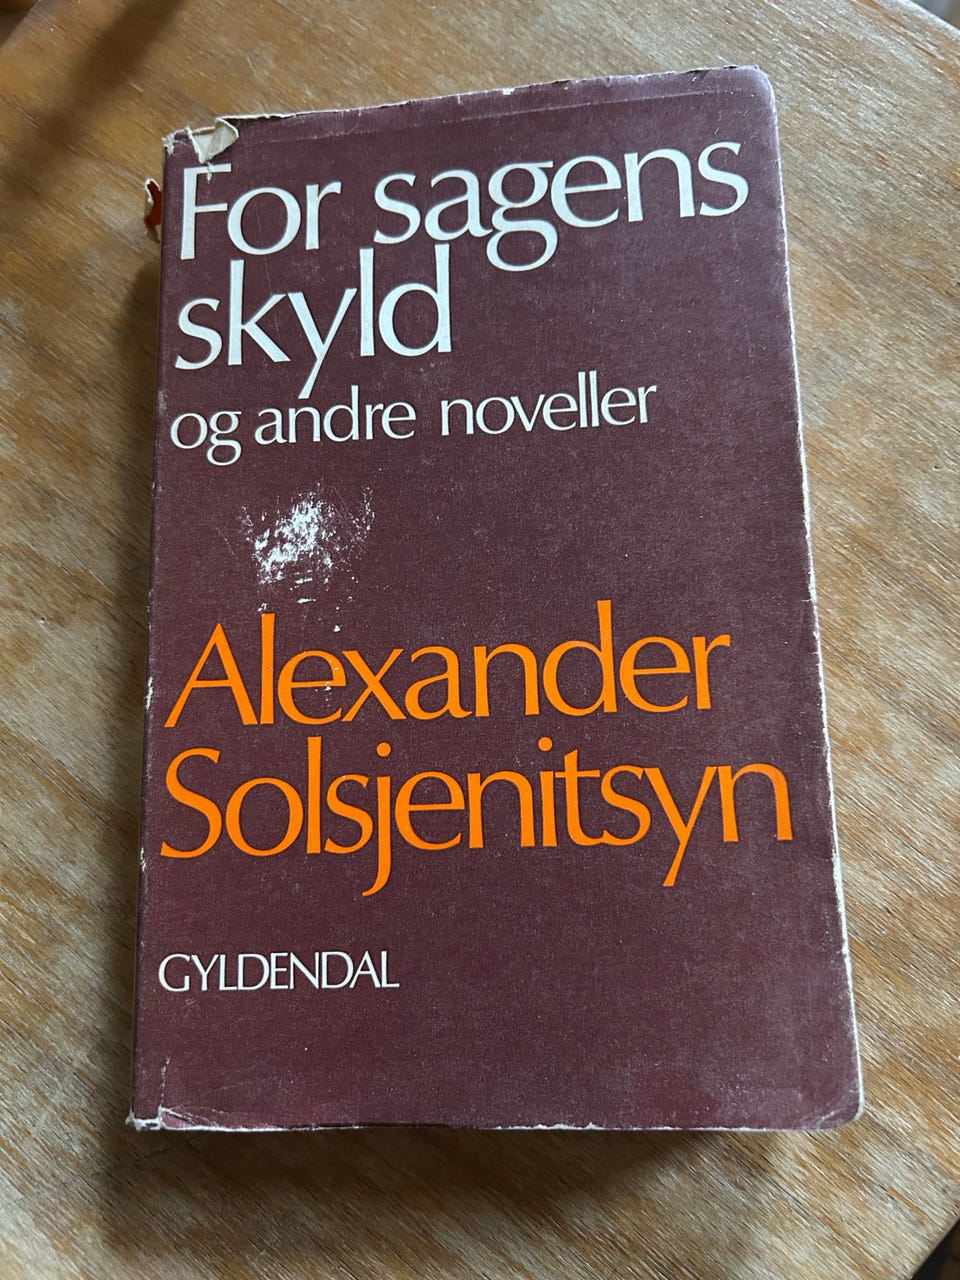 For sagens
skyld
og andre noveller
Alexander
Solsjenitsyn
GYLDENDAL